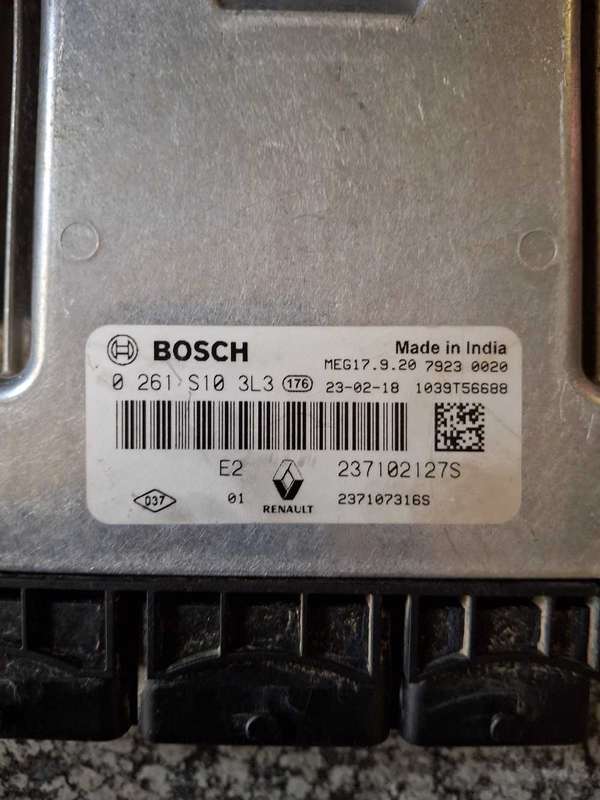 BOSCH Made in India
MEG17.9.20 7923 0020
0 261 S10 3L3 176 23-02-18 1039T56688
E2 237102127S
037 01 RENAULT 237107316S